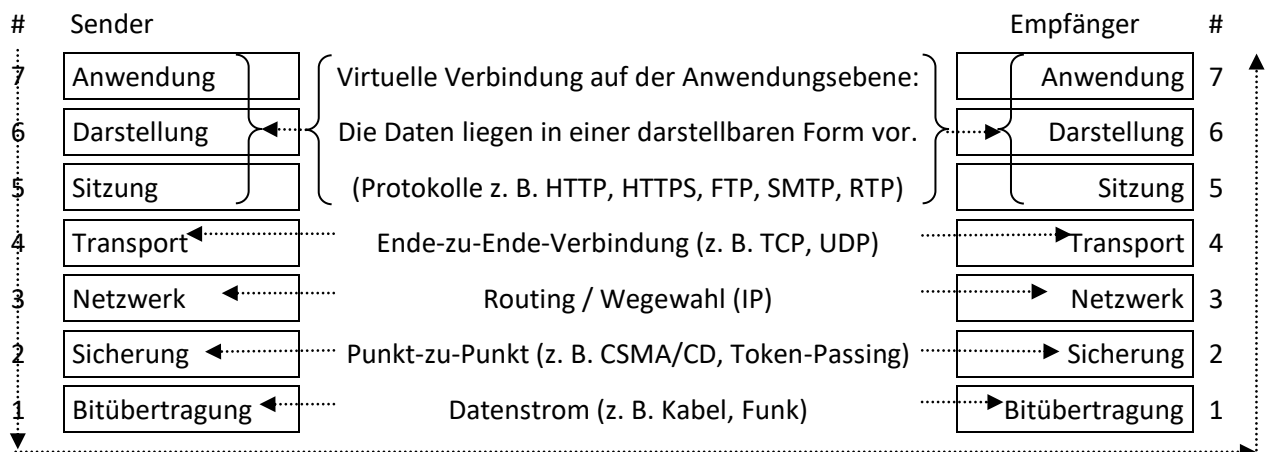 # Sender Empfänger #
7 Anwendung Virtuelle Verbindung auf der Anwendungsebene: Anwendung 7
6 Darstellung Die Daten liegen in einer darstellbaren Form vor. Darstellung 6
5 Sitzung (Protokolle z. B. HTTP, HTTPS, FTP, SMTP, RTP) Sitzung 5
4 Transport Ende-zu-Ende-Verbindung (z. B. TCP, UDP) Transport 4
3 Netzwerk Routing / Wegewahl (IP) Netzwerk 3
2 Sicherung Punkt-zu-Punkt (z. B. CSMA/CD, Token-Passing) Sicherung 2
1 Bitübertragung Datenstrom (z. B. Kabel, Funk) Bitübertragung 1